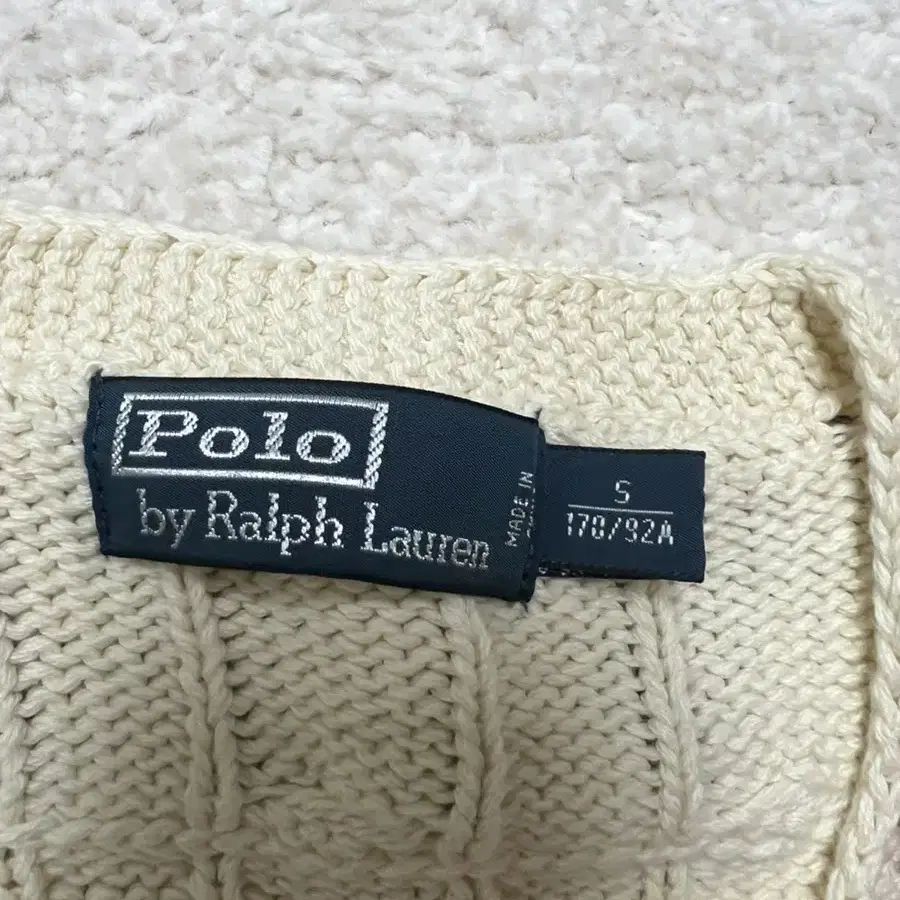 Polo
by Ralph Lauren
MADE IN
S
170/92A